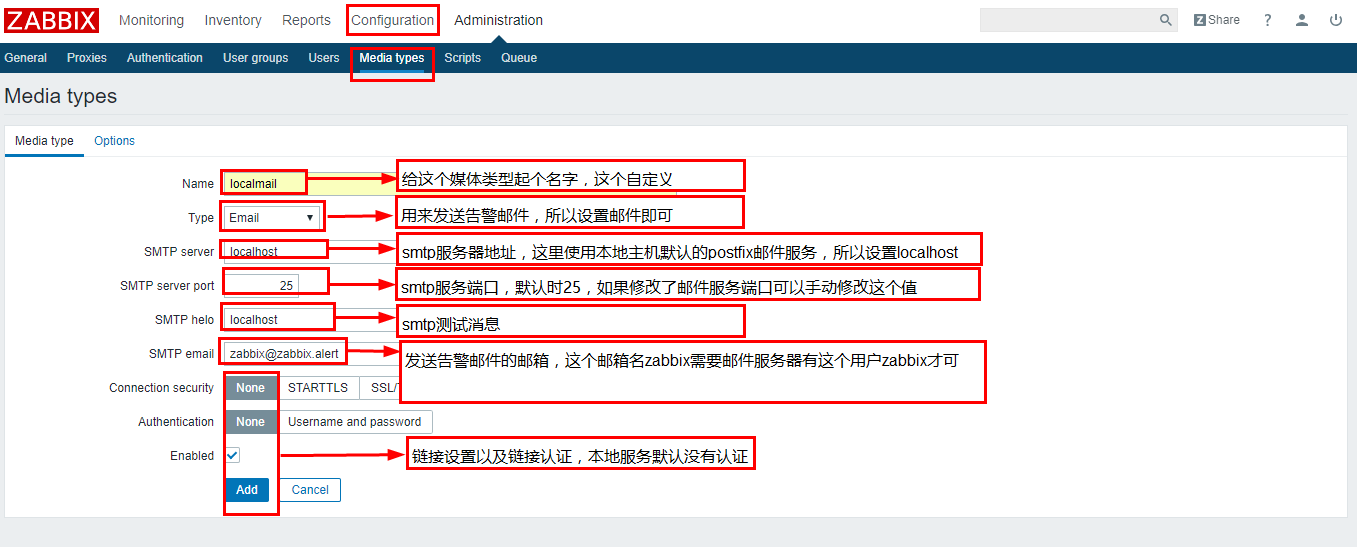 ZABBIX Monitoring Inventory Reports Configuration Administration Share ?
General Proxies Authentication User groups Users Media types Scripts Queue
Media types
Media type Options
Name localmail 给这个媒体类型起个名字，这个自定义
Type Email 用来发送告警邮件，所以设置邮件即可
SMTP server localhost smtp服务器地址，这里使用本地主机默认的postfix邮件服务，所以设置localhost
SMTP server port 25 smtp服务端口，默认时25，如果修改了邮件服务端口可以手动修改这个值
SMTP helo localhost smtp测试消息
SMTP email zabbix@zabbix.alert 发送告警邮件的邮箱，这个邮箱名zabbix需要邮件服务器有这个用户zabbix才可
Connection security None STARTTLS SSL/
Authentication None Username and password
Enabled 链接设置以及链接认证，本地服务默认没有认证
Add Cancel